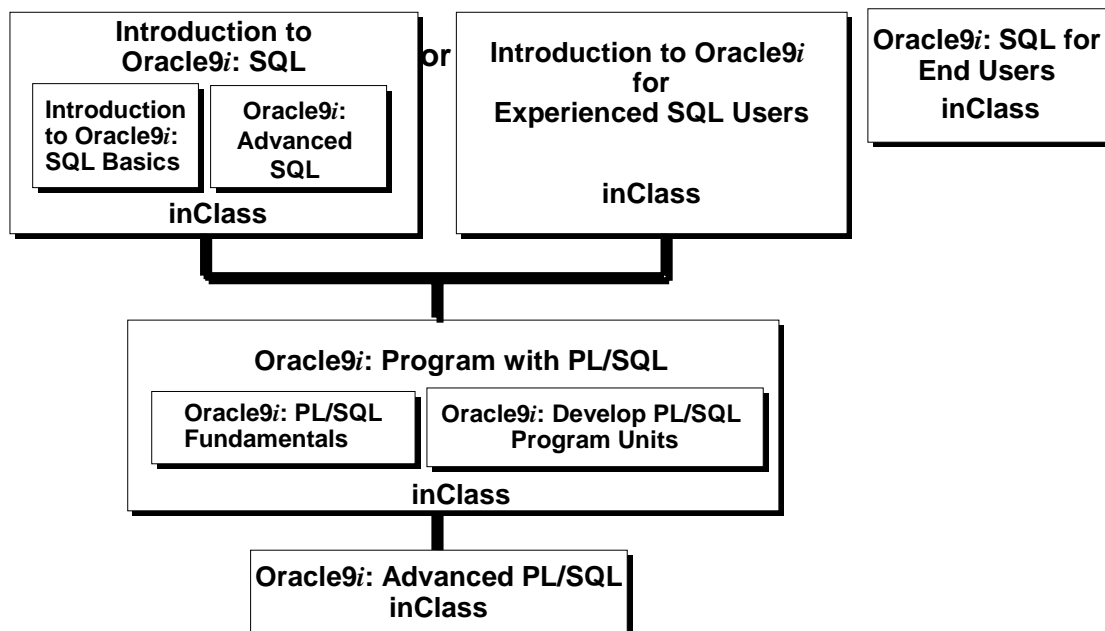 Introduction to
Oracle9i: SQL
Introduction
to Oracle9i:
SQL Basics
Oracle9i:
Advanced
SQL
inClass
or
Introduction to Oracle9i
for
Experienced SQL Users
inClass
Oracle9i: SQL for
End Users
inClass
Oracle9i: Program with PL/SQL
Oracle9i: PL/SQL
Fundamentals
Oracle9i: Develop PL/SQL
Program Units
inClass
Oracle9i: Advanced PL/SQL
inClass